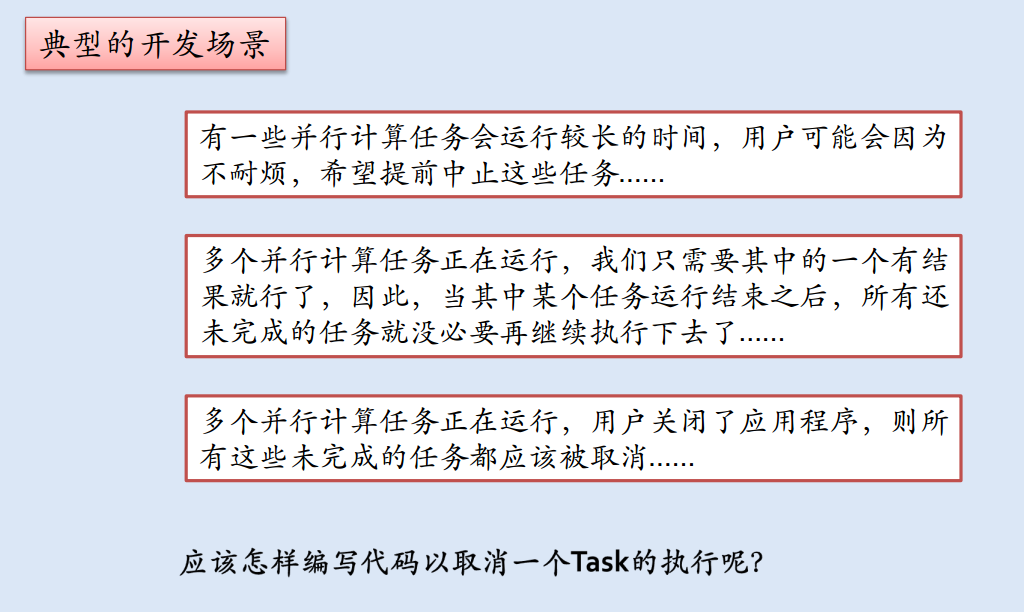 典型的开发场景
有一些并行计算任务会运行较长的时间，用户可能会因为
不耐烦，希望提前中止这些任务……
多个并行计算任务正在运行，我们只需要其中的一个有结
果就行了，因此，当其中某个任务运行结束之后，所有还
未完成的任务就没必要再继续执行下去了……
多个并行计算任务正在运行，用户关闭了应用程序，则所
有这些未完成的任务都应该被取消……
应该怎样编写代码以取消一个Task的执行呢？